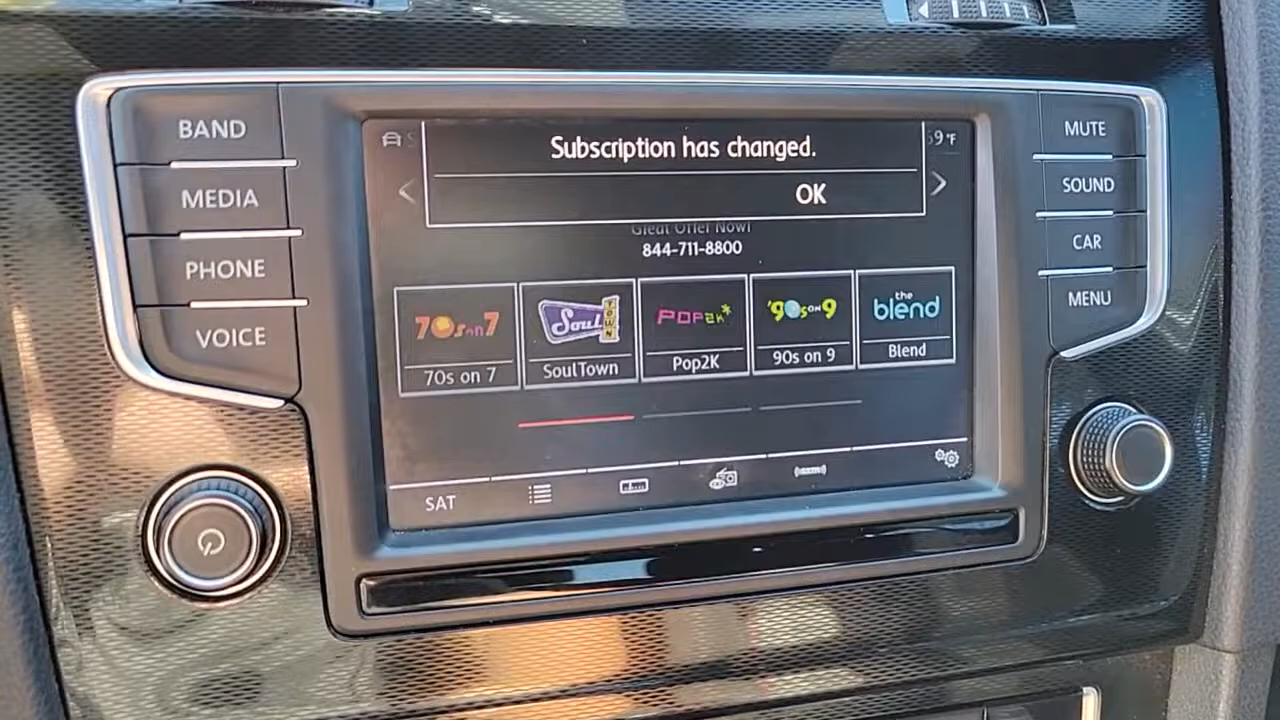 BAND
MEDIA
PHONE
VOICE
Subscription has changed.
OK
°F
Great Offer Now!
844-711-8800
70s on 7
70s on 7
Soul TOWN
SoulTown
POP2K
Pop2K
'90s ON 9
90s on 9
the
blend
Blend
SAT
MUTE
SOUND
CAR
MENU